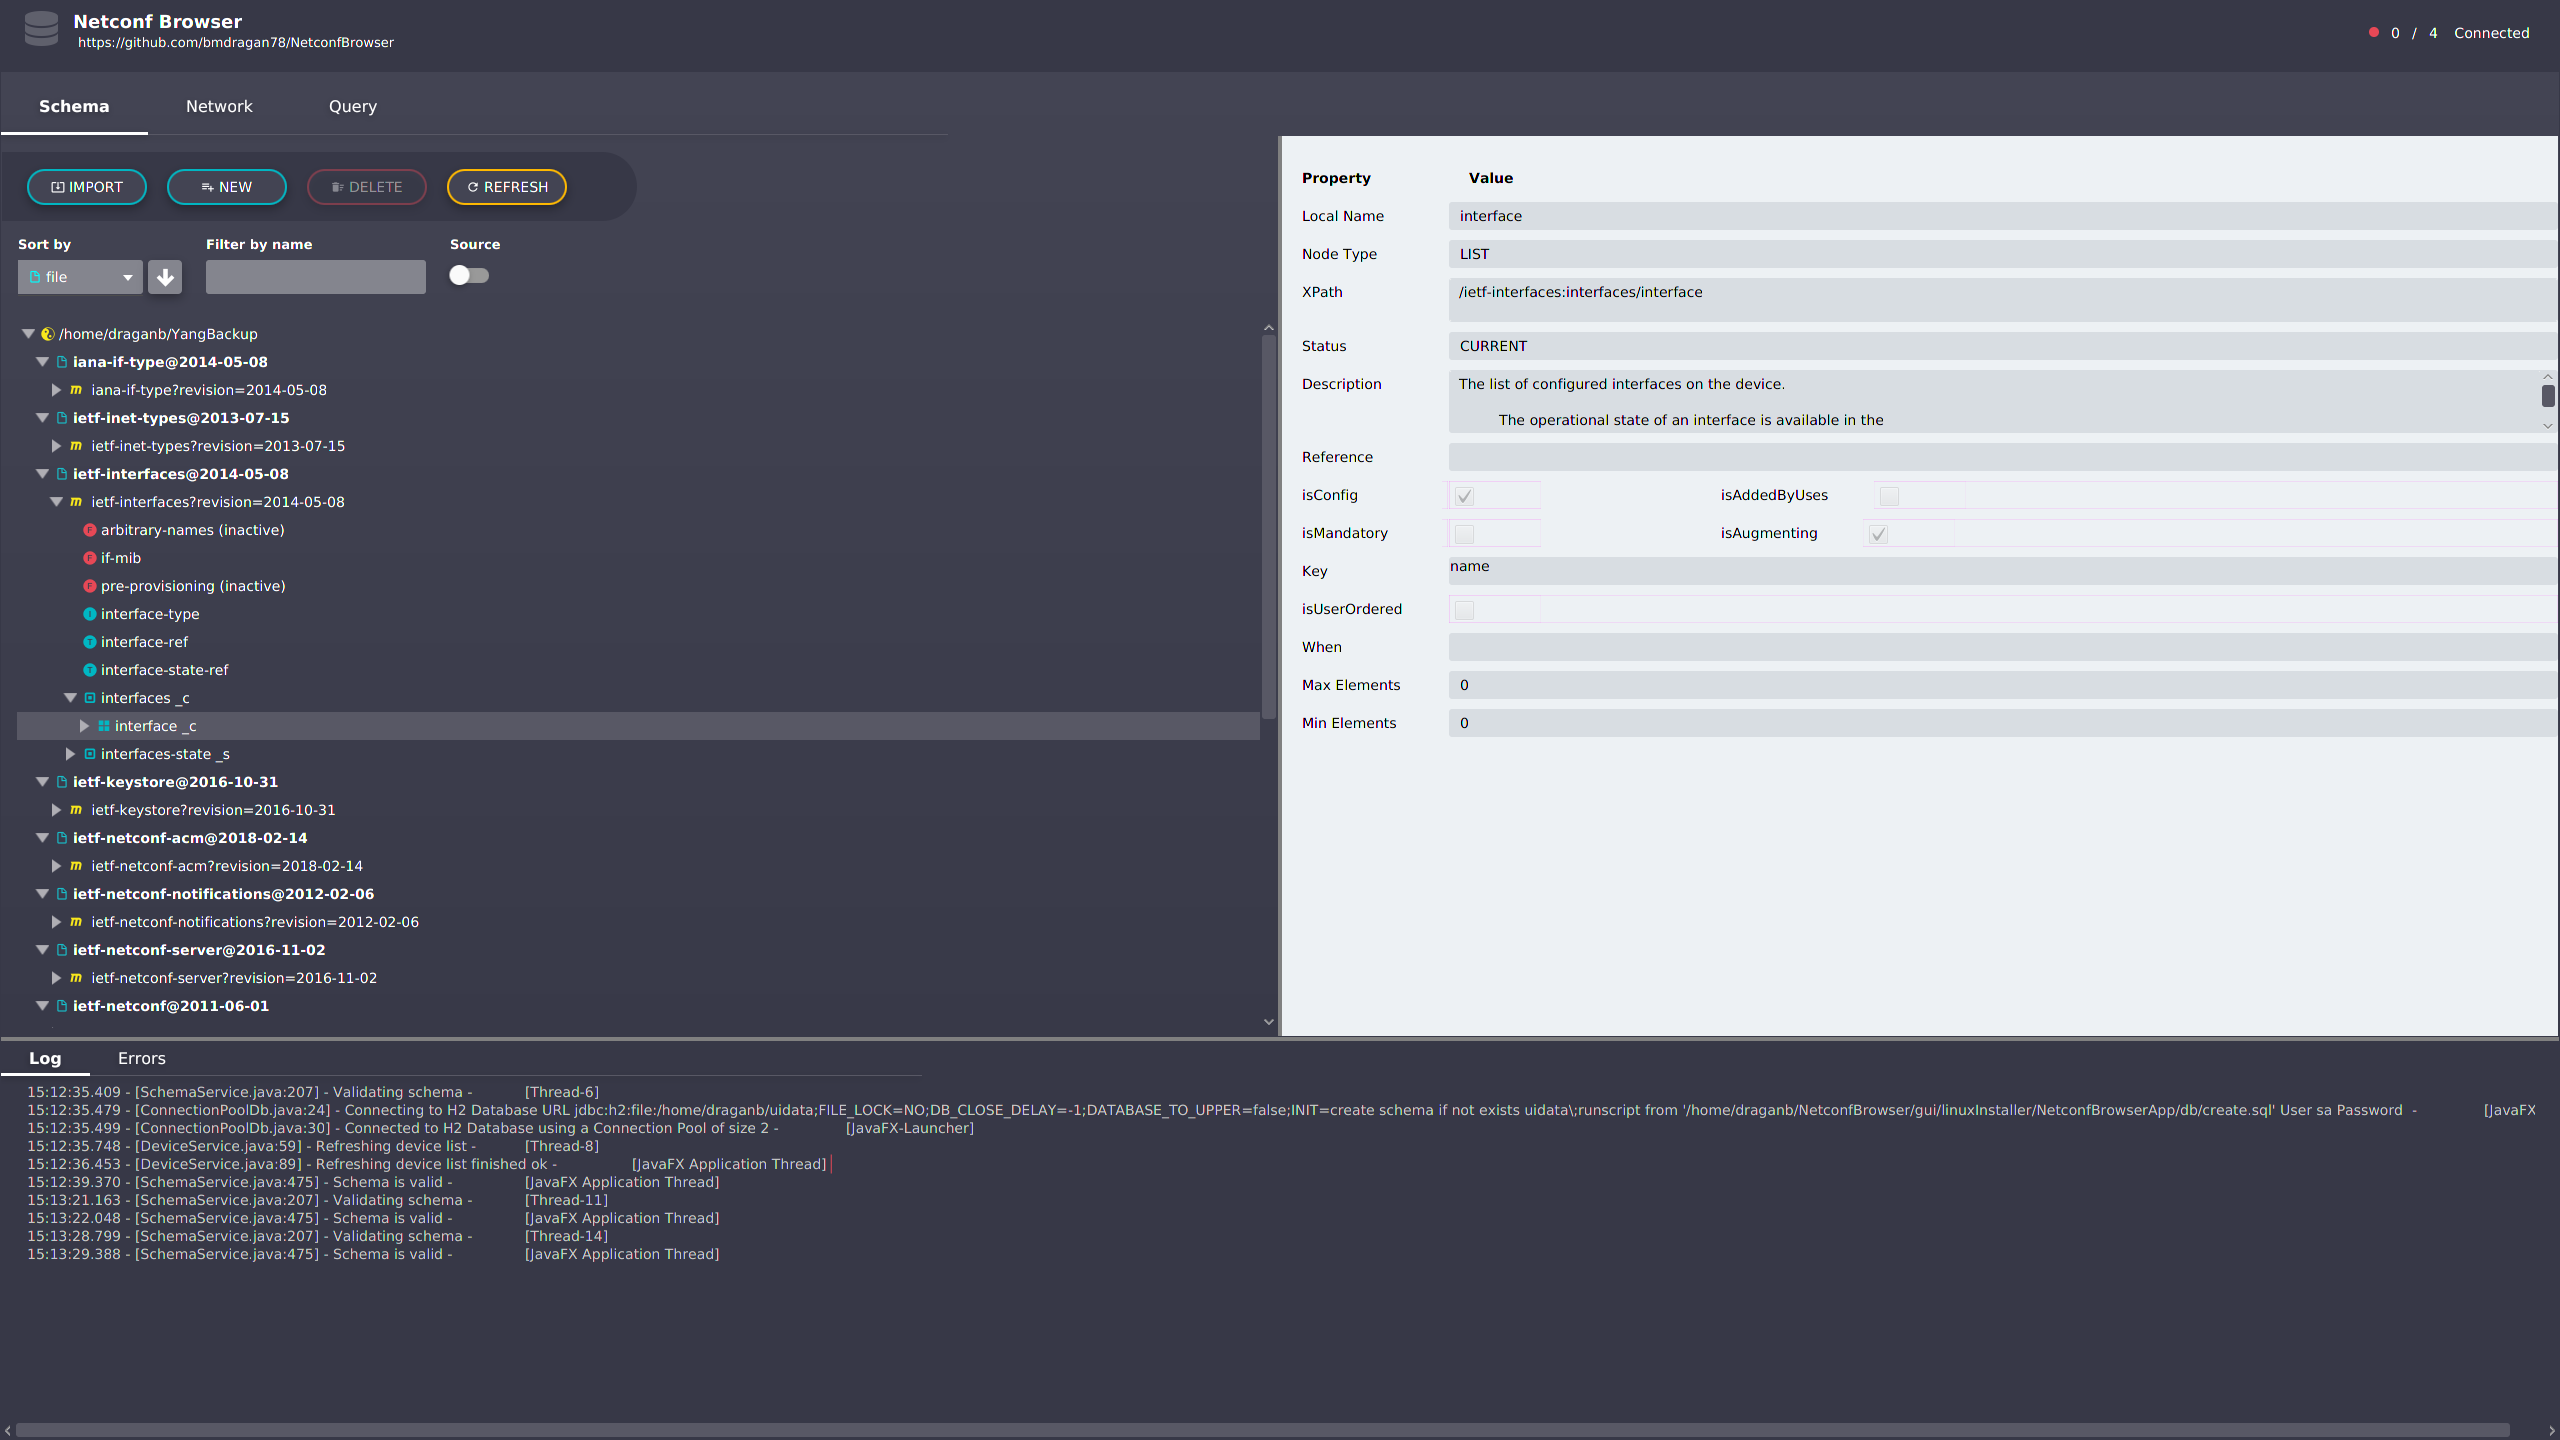 Netconf Browser
https://github.com/bmdragan78/NetconfBrowser
0 / 4 Connected
Schema Network Query
IMPORT NEW DELETE REFRESH
Sort by Filter by name Source
file
/home/draganb/YangBackup
iana-if-type@2014-05-08
m iana-if-type?revision=2014-05-08
ietf-inet-types@2013-07-15
m ietf-inet-types?revision=2013-07-15
ietf-interfaces@2014-05-08
m ietf-interfaces?revision=2014-05-08
F arbitrary-names (inactive)
F if-mib
F pre-provisioning (inactive)
I interface-type
T interface-ref
T interface-state-ref
interfaces _c
interface _c
interfaces-state _s
ietf-keystore@2016-10-31
m ietf-keystore?revision=2016-10-31
ietf-netconf-acm@2018-02-14
m ietf-netconf-acm?revision=2018-02-14
ietf-netconf-notifications@2012-02-06
m ietf-netconf-notifications?revision=2012-02-06
ietf-netconf-server@2016-11-02
m ietf-netconf-server?revision=2016-11-02
ietf-netconf@2011-06-01
Property Value
Local Name interface
Node Type LIST
XPath /ietf-interfaces:interfaces/interface
Status CURRENT
Description The list of configured interfaces on the device.
The operational state of an interface is available in the
Reference
isConfig isAddedByUses
isMandatory isAugmenting
Key name
isUserOrdered
When
Max Elements 0
Min Elements 0
Log Errors
15:12:35.409 - [SchemaService.java:207] - Validating schema - [Thread-6]
15:12:35.479 - [ConnectionPoolDb.java:24] - Connecting to H2 Database URL jdbc:h2:file:/home/draganb/uidata;FILE_LOCK=NO;DB_CLOSE_DELAY=-1;DATABASE_TO_UPPER=false;INIT=create schema if not exists uidata\;runscript from '/home/draganb/NetconfBrowser/gui/linuxInstaller/NetconfBrowserApp/db/create.sql' User sa Password - [JavaFX
15:12:35.499 - [ConnectionPoolDb.java:30] - Connected to H2 Database using a Connection Pool of size 2 - [JavaFX-Launcher]
15:12:35.748 - [DeviceService.java:59] - Refreshing device list - [Thread-8]
15:12:36.453 - [DeviceService.java:89] - Refreshing device list finished ok - [JavaFX Application Thread]
15:12:39.370 - [SchemaService.java:475] - Schema is valid - [JavaFX Application Thread]
15:13:21.163 - [SchemaService.java:207] - Validating schema - [Thread-11]
15:13:22.048 - [SchemaService.java:475] - Schema is valid - [JavaFX Application Thread]
15:13:28.799 - [SchemaService.java:207] - Validating schema - [Thread-14]
15:13:29.388 - [SchemaService.java:475] - Schema is valid - [JavaFX Application Thread]